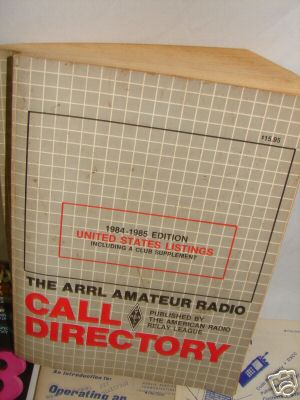 $15.95
1984-1985 EDITION
UNITED STATES LISTINGS
INCLUDING A CLUB SUPPLEMENT
THE ARRL AMATEUR RADIO
CALL
DIRECTORY
PUBLISHED BY
THE AMERICAN RADIO
RELAY LEAGUE
An Introduction to:
Operating an